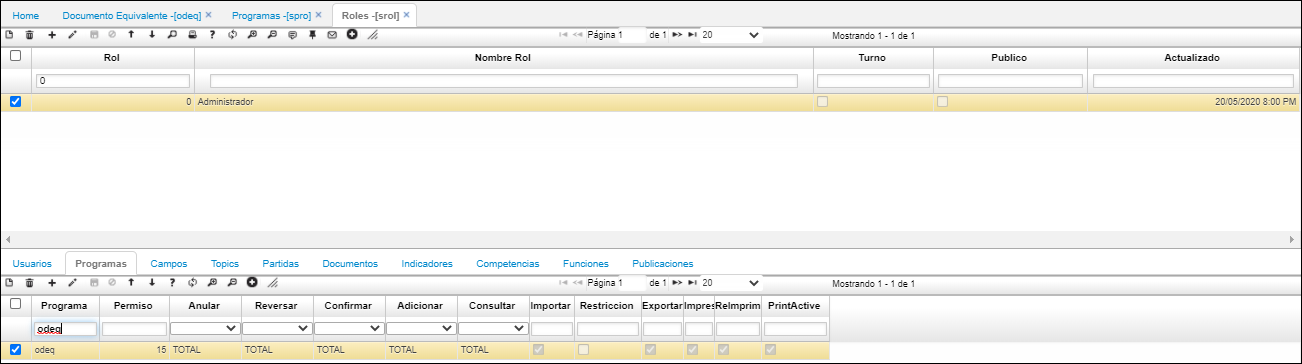 Home Documento Equivalente -[odeq] × Programas -[spro] × Roles -[srol] ×
Página 1 de 1 20 Mostrando 1 - 1 de 1
Rol Nombre Rol Turno Publico Actualizado
0
0 Administrador 20/05/2020 8:00 PM
Usuarios Programas Campos Topics Partidas Documentos Indicadores Competencias Funciones Publicaciones
Página 1 de 1 20 Mostrando 1 - 1 de 1
Programa Permiso Anular Reversar Confirmar Adicionar Consultar Importar Restriccion Exportar Impres ReImprim PrintActive
odeq
odeq 15 TOTAL TOTAL TOTAL TOTAL TOTAL